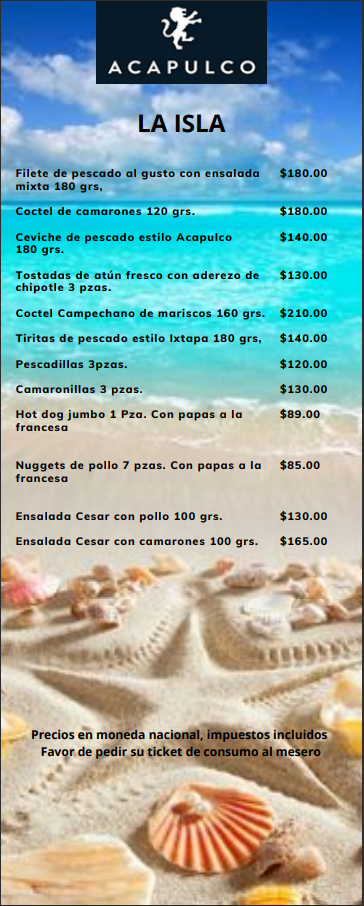 ACAPULCO
LA ISLA
Filete de pescado al gusto con ensalada $180.00
mixta 180 grs,
Coctel de camarones 120 grs. $180.00
Ceviche de pescado estilo Acapulco $140.00
180 grs.
Tostadas de atún fresco con aderezo de $130.00
chipotle 3 pzas.
Coctel Campechano de mariscos 160 grs. $210.00
Tiritas de pescado estilo Ixtapa 180 grs, $140.00
Pescadillas 3pzas. $120.00
Camaronillas 3 pzas. $130.00
Hot dog jumbo 1 Pza. Con papas a la $89.00
francesa
Nuggets de pollo 7 pzas. Con papas a la $85.00
francesa
Ensalada Cesar con pollo 100 grs. $130.00
Ensalada Cesar con camarones 100 grs. $165.00
Precios en moneda nacional, impuestos incluidos
Favor de pedir su ticket de consumo al mesero